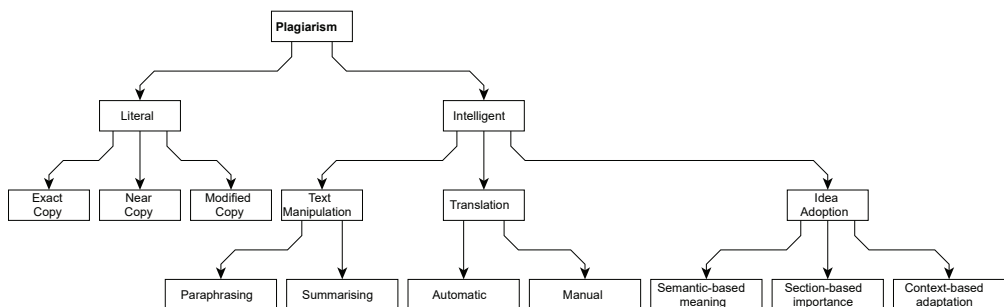 Plagiarism
Literal
Intelligent
Exact
Copy
Near
Copy
Modified
Copy
Text
Manipulation
Translation
Idea
Adoption
Paraphrasing
Summarising
Automatic
Manual
Semantic-based
meaning
Section-based
importance
Context-based
adaptation